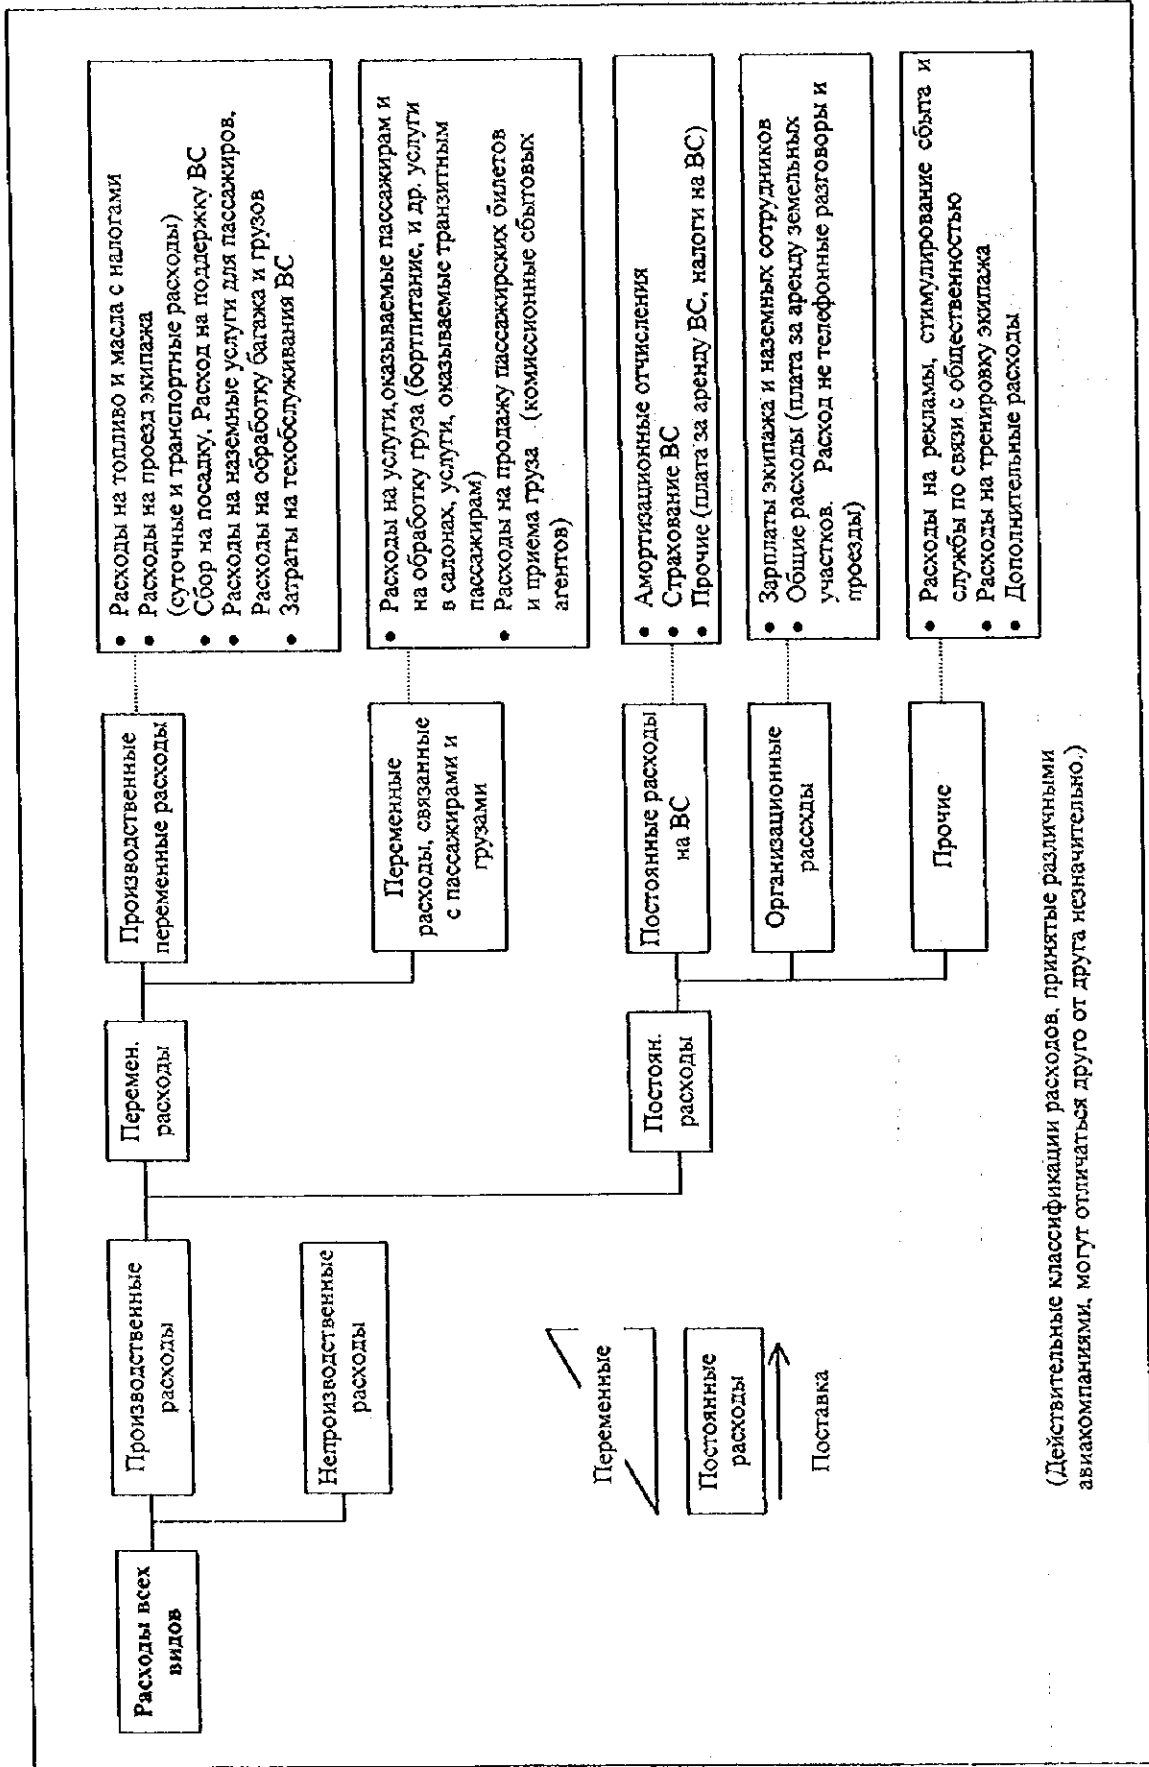 Расходы всех
видов
Производственные
расходы
Непроизводственные
расходы
Перемен.
расходы
Постоян.
расходы
Производственные
переменные расходы
Переменные
расходы, связанные
с пассажирами и
грузами
Постоянные расходы
на ВС
Организационные
рассхды
Прочие
• Расходы на топливо и масла с налогами
• Расходы на проезд экипажа
(суточные и транспортные расходы)
• Сбор на посадку, Расход на поддержку ВС
• Расходы на наземные услуги для пассажиров,
Расходы на обработку багажа и грузов
• Затраты на техобслуживания ВС
• Расходы на услуги,оказываемые пассажирам и
на обработку груза (бортпитание, и др. услуги
в салонах, услуги, оказываемые транзитным
пассажирам)
• Расходы на продажу пассажирских билетов
и приема груза (комиссионные сбытовых
агентов)
• Амортизационные отчисления
• Страхование ВС
• Прочие (плата за аренду ВС, налоги на ВС)
• Зарплаты экипажа и наземных сотрудников
• Общие расходы (плата за аренду земельных
участков. Расход не телефонные разговоры и
проезды)
• Расходы на рекламы, стимулирование сбыта и
службы по связи с общественностью
• Расходы на тренировку экипажа
• Дополнительные расходы
Переменные
Постоянные
расходы
Поставка
(Действительные классификации расходов, принятые различными
авиакомпаниями, могут отличаться друго от друга незначительно.)